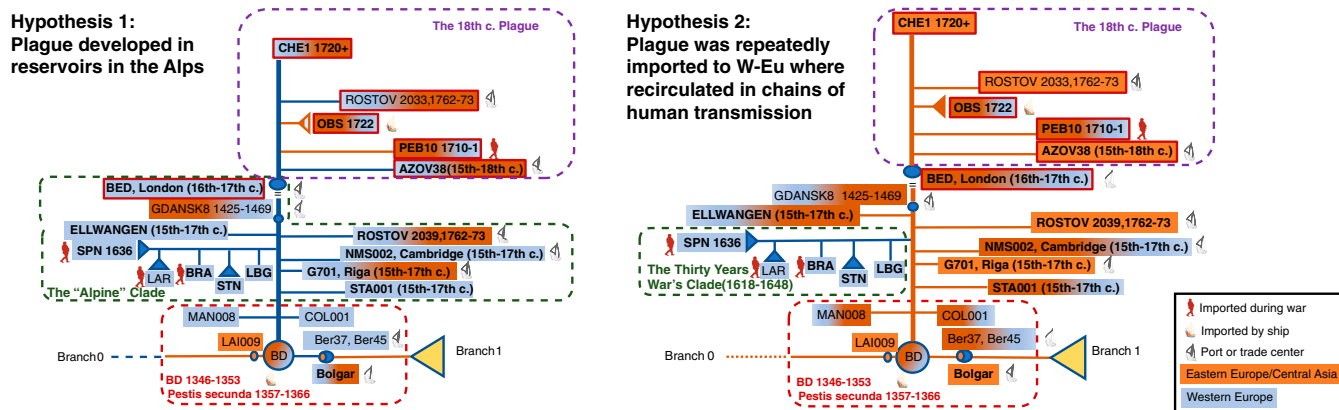 Hypothesis 1:
Plague developed in
reservoirs in the Alps
The 18th c. Plague
CHE1 1720+
ROSTOV 2033,1762-73
OBS 1722
PEB10 1710-1
AZOV38(15th-18th c.)
BED, London (16th-17th c.)
=
GDANSK8 1425-1469
ELLWANGEN (15th-17th c.)
ROSTOV 2039,1762-73
SPN 1636
NMS002, Cambridge (15th-17th c.)
LAR
BRA
STN
LBG
G701, Riga (15th-17th c.)
STA001 (15th-17th c.)
The “Alpine” Clade
MAN008
COL001
LAI009
BD
Ber37, Ber45
Branch 0
Branch 1
Bolgar
BD 1346-1353
Pestis secunda 1357-1366
Hypothesis 2:
Plague was repeatedly
imported to W-Eu where
recirculated in chains of
human transmission
The 18th c. Plague
CHE1 1720+
ROSTOV 2033,1762-73
OBS 1722
PEB10 1710-1
AZOV38 (15th-18th c.)
BED, London (16th-17th c.)
=
GDANSK8 1425-1469
ELLWANGEN (15th-17th c.)
ROSTOV 2039,1762-73
SPN 1636
NMS002, Cambridge (15th-17th c.)
LAR
BRA
STN
LBG
G701, Riga (15th-17th c.)
The Thirty Years
War’s Clade(1618-1648)
STA001 (15th-17th c.)
MAN008
COL001
LAI009
BD
Ber37, Ber45
Branch 0
Branch 1
Bolgar
BD 1346-1353
Pestis secunda 1357-1366
Imported during war
Imported by ship
Port or trade center
Eastern Europe/Central Asia
Western Europe